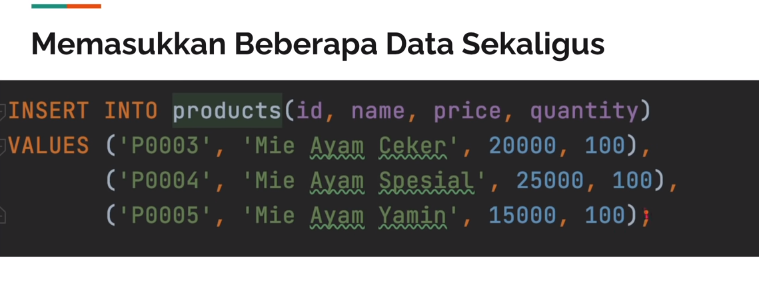 Memasukkan Beberapa Data Sekaligus
INSERT INTO products(id, name, price, quantity)
VALUES ('P0003', 'Mie Ayam Ceker', 20000, 100),
('P0004', 'Mie Ayam Spesial', 25000, 100),
('P0005', 'Mie Ayam Yamin', 15000, 100);